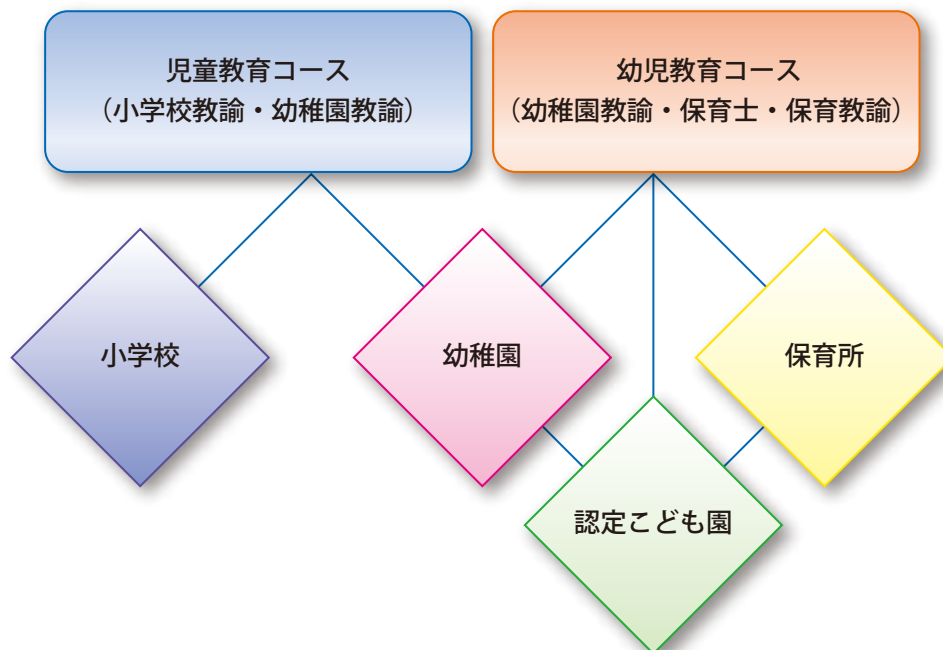 児童教育コース
（小学校教諭・幼稚園教諭）
幼児教育コース
（幼稚園教諭・保育士・保育教諭）
小学校
幼稚園
保育所
認定こども園